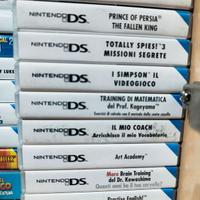 NINTENDO DS PRINCE OF PERSIA
THE FALLEN KING
NINTENDO DS TOTALLY SPIES! 3
MISSIONI SEGRETE
NINTENDO DS I SIMPSON IL
VIDEOGIOCO
NINTENDO DS TRAINING DI MATEMATICA
del Prof. Kageyama
NINTENDO DS IL MIO COACH
Arricchisco il mio Vocabolario
NINTENDO DS Art Academy
NINTENDO DS More Brain Training
del Dr. Kawashima
Quanti anni ha il tuo cervello?
Practise English!